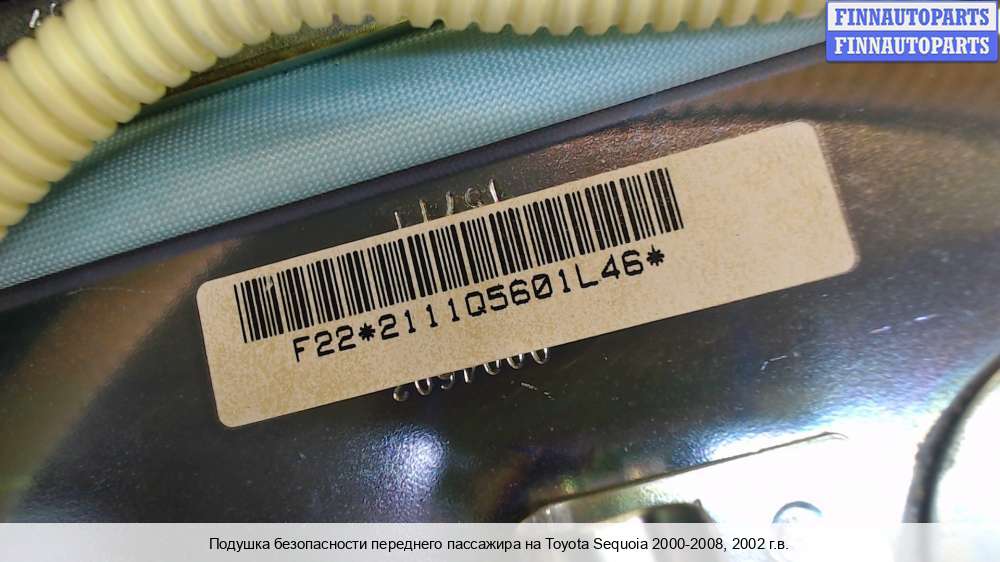 FINNAUTOPARTS
FINNAUTOPARTS
F22*2111Q5601L46*
Подушка безопасности переднего пассажира на Toyota Sequoia 2000-2008, 2002 г.в.